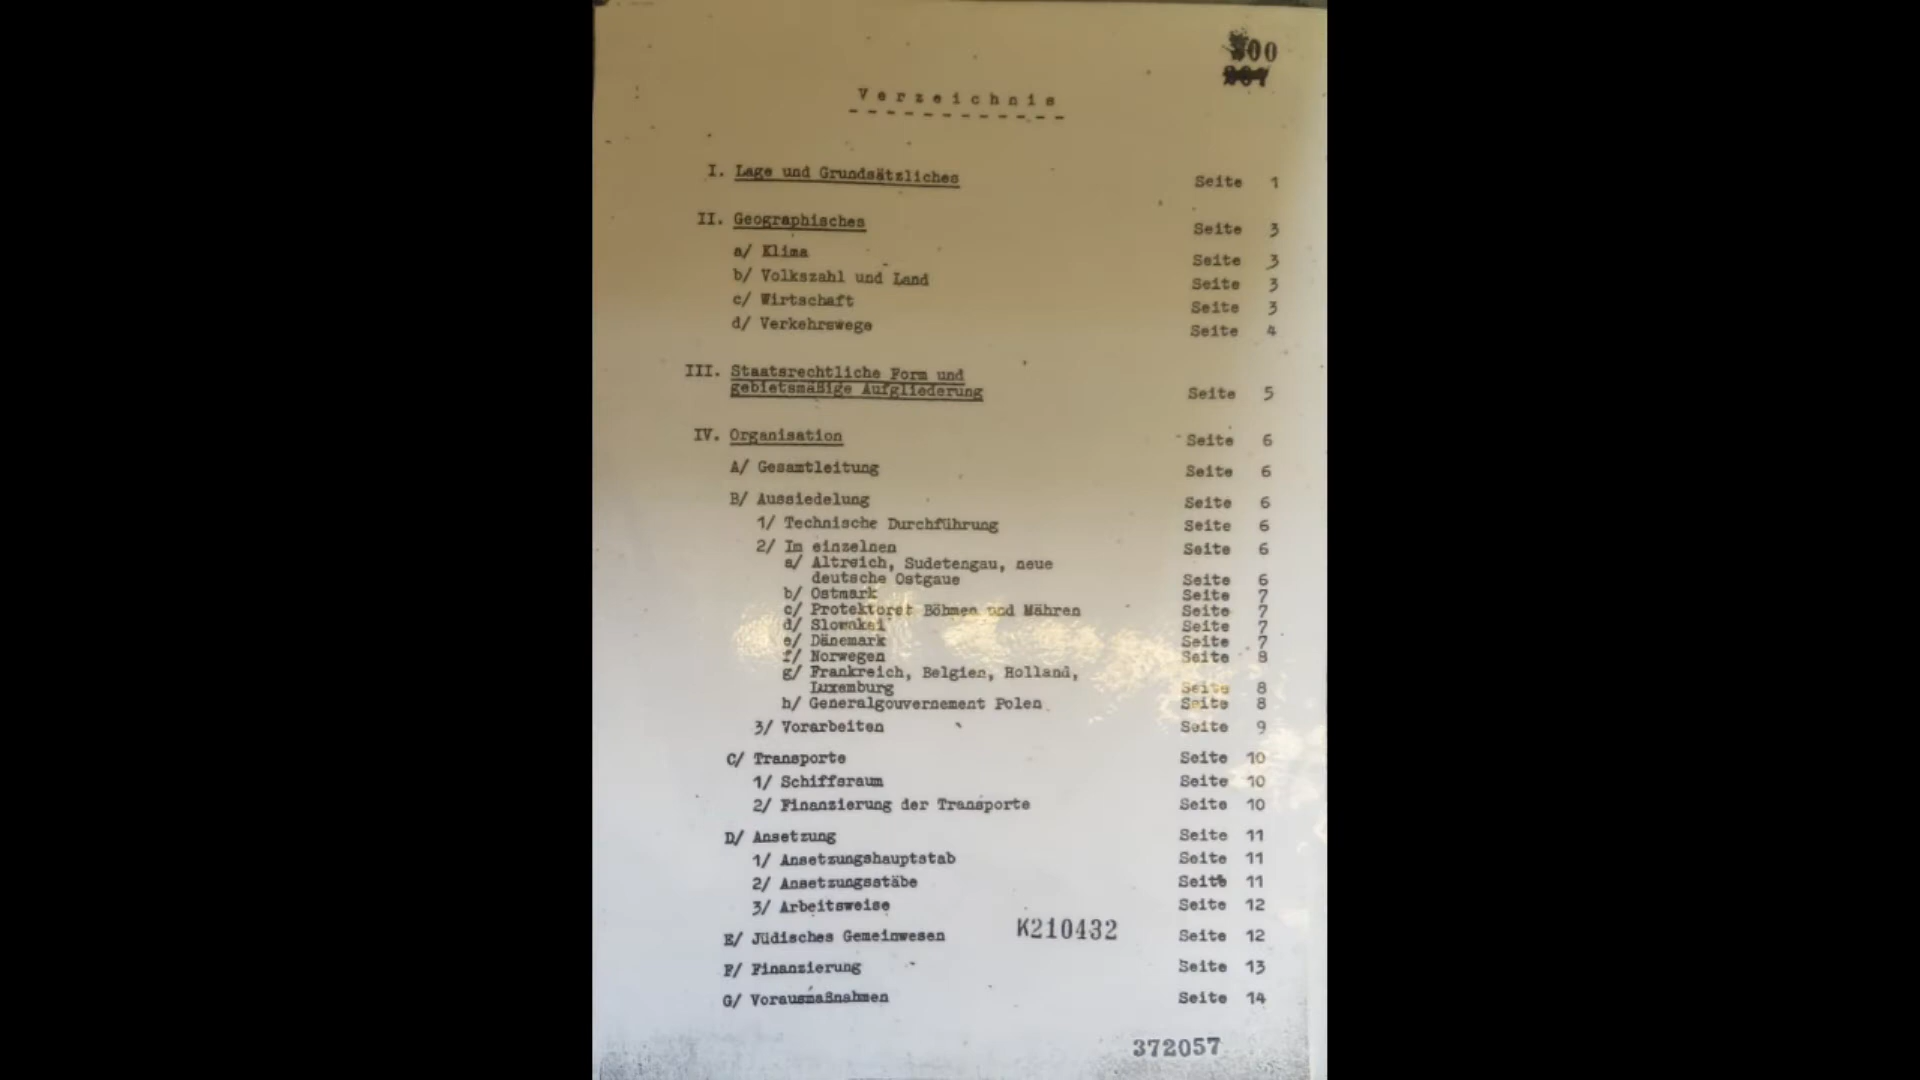 00
Verzeichnis
I. Lage und Grundsätzliches Seite 1
II. Geographisches Seite 3
a/ Klima Seite 3
b/ Volkszahl und Land Seite 3
c/ Wirtschaft Seite 3
d/ Verkehrswege Seite 4
III. Staatsrechtliche Form und
gebietsmäßige Aufgliederung Seite 5
IV. Organisation Seite 6
A/ Gesamtleitung Seite 6
B/ Aussiedelung Seite 6
1/ Technische Durchführung Seite 6
2/ Im einzelnen Seite 6
a/ Altreich, Sudetengau, neue
deutsche Ostgaue Seite 6
b/ Ostmark Seite 7
c/ Protektorat Böhmen und Mähren Seite 7
d/ Slowakei Seite 7
e/ Dänemark Seite 7
f/ Norwegen Seite 8
g/ Frankreich, Belgien, Holland,
Luxemburg Seite 8
h/ Generalgouvernement Polen Seite 8
3/ Vorarbeiten Seite 9
C/ Transporte Seite 10
1/ Schiffsraum Seite 10
2/ Finanzierung der Transporte Seite 10
D/ Ansetzung Seite 11
1/ Ansetzungshauptstab Seite 11
2/ Ansetzungsstäbe Seite 11
3/ Arbeitsweise Seite 12
E/ Jüdisches Gemeinwesen K210432 Seite 12
F/ Finanzierung Seite 13
G/ Vorausmaßnahmen Seite 14
372057